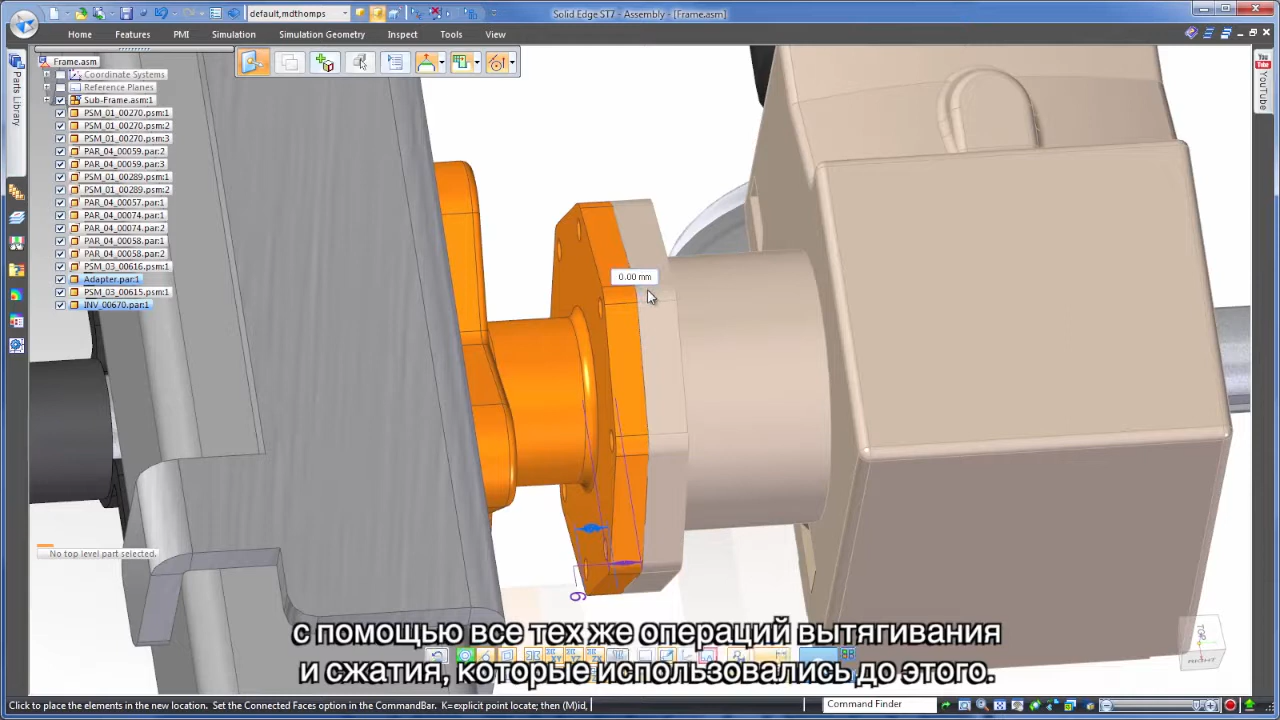 default,mdthomps
Solid Edge ST7 - Assembly - [Frame.asm]
Home
Features
PMI
Simulation
Simulation Geometry
Inspect
Tools
View
Parts Library
YouTube
Frame.asm
Coordinate Systems
Reference Planes
Sub-Frame.asm:1
PSM_01_00270.psm:1
PSM_01_00270.psm:2
PSM_01_00270.psm:3
PAR_04_00059.par:2
PAR_04_00059.par:3
PSM_01_00289.psm:1
PSM_01_00289.psm:2
PAR_04_00057.par:1
PAR_04_00074.par:1
PAR_04_00074.par:2
PAR_04_00058.par:1
PAR_04_00058.par:2
PSM_03_00616.psm:1
Adapter.par:1
PSM_03_00615.psm:1
INV_00670.par:1
0.00 mm
No top level part selected.
TOP
RIGHT
с помощью все тех же операций вытягивания
и сжатия, которые использовались до этого.
Click to place the elements in the new location. Set the Connected Faces option in the CommandBar. K=explicit point locate; then (M)id,
Command Finder